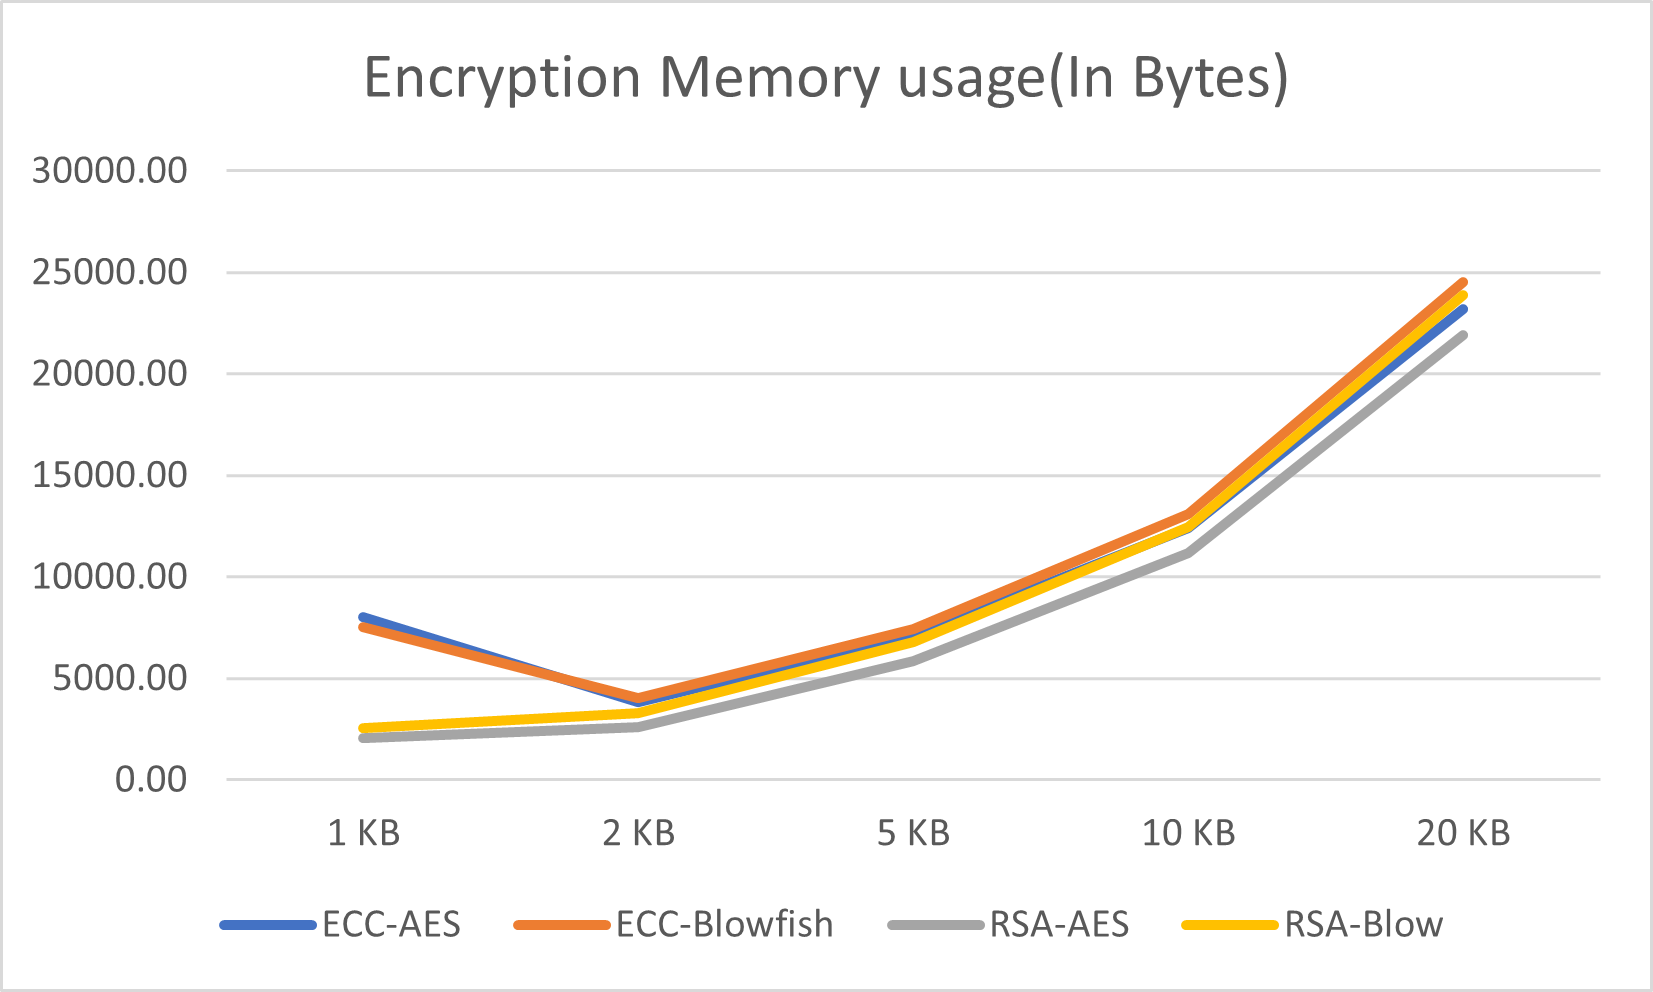 Encryption Memory usage(In Bytes)
30000.00
25000.00
20000.00
15000.00
10000.00
5000.00
0.00
1 KB 2 KB 5 KB 10 KB 20 KB
ECC-AES ECC-Blowfish RSA-AES RSA-Blow